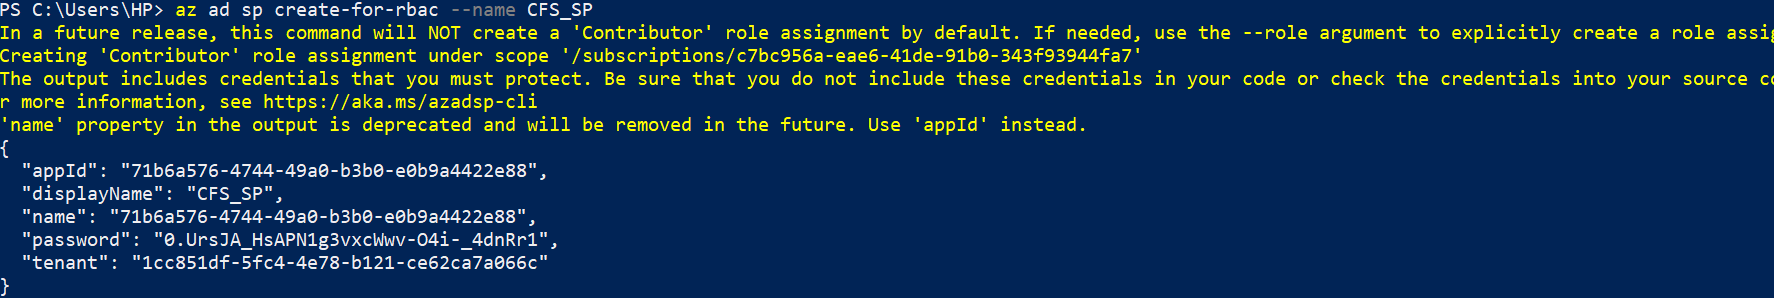 PS C:\Users\HP> az ad sp create-for-rbac --name CFS_SP
In a future release, this command will NOT create a 'Contributor' role assignment by default. If needed, use the --role argument to explicitly create a role assig
Creating 'Contributor' role assignment under scope '/subscriptions/c7bc956a-eae6-41de-91b0-343f93944fa7'
The output includes credentials that you must protect. Be sure that you do not include these credentials in your code or check the credentials into your source co
r more information, see https://aka.ms/azadsp-cli
'name' property in the output is deprecated and will be removed in the future. Use 'appId' instead.
{
  "appId": "71b6a576-4744-49a0-b3b0-e0b9a4422e88",
  "displayName": "CFS_SP",
  "name": "71b6a576-4744-49a0-b3b0-e0b9a4422e88",
  "password": "0.UrsJA_HsAPN1g3vxcWwv-O4i-_4dnRr1",
  "tenant": "1cc851df-5fc4-4e78-b121-ce62ca7a066c"
}